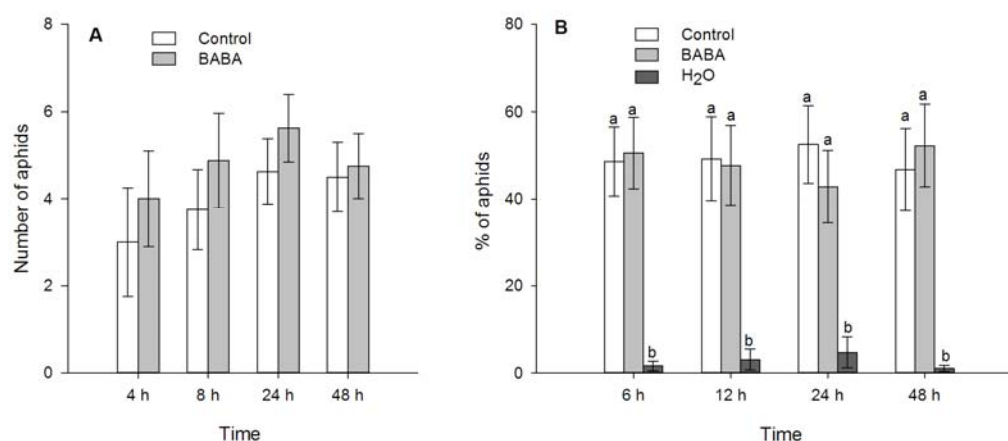 A
Control
BABA
Number of aphids
8
6
4
2
0
4 h 8 h 24 h 48 h
Time
B
Control
BABA
H2O
% of aphids
80
60
40
20
0
a a a a a a a a
b b b b
6 h 12 h 24 h 48 h
Time